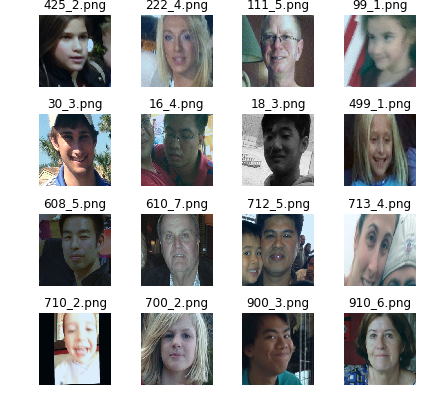 425_2.png 222_4.png 111_5.png 99_1.png
30_3.png 16_4.png 18_3.png 499_1.png
608_5.png 610_7.png 712_5.png 713_4.png
710_2.png 700_2.png 900_3.png 910_6.png